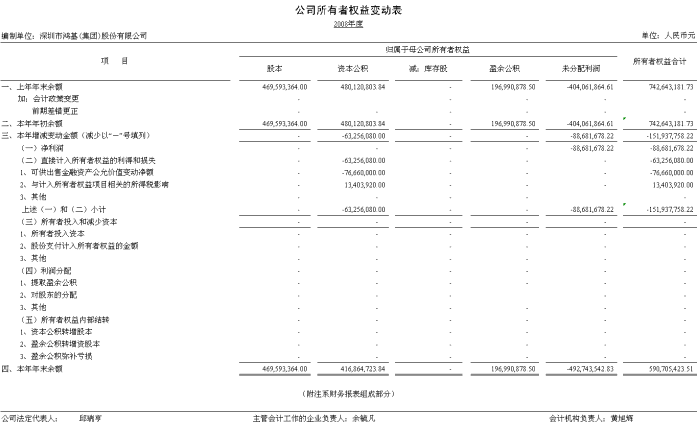 公司所有者权益变动表
2008年度
编制单位：深圳市鸿基(集团)股份有限公司 单位：人民币元
项 目 归属于母公司所有者权益 所有者权益合计
股本 资本公积 减：库存股 盈余公积 未分配利润
一、上年年末余额 469,593,364.00 480,120,803.84 - 196,990,878.50 -404,061,864.61 742,643,181.73
加：会计政策变更 - - - - -
前期差错更正 - - - - - -
二、本年年初余额 469,593,364.00 480,120,803.84 - 196,990,878.50 -404,061,864.61 742,643,181.73
三、本年增减变动金额（减少以“－”号填列） - -63,256,080.00 - - -88,681,678.22 -151,937,758.22
（一）净利润 - - - - -88,681,678.22 -88,681,678.22
（二）直接计入所有者权益的利得和损失 - -63,256,080.00 - - - -63,256,080.00
1、可供出售金融资产公允价值变动净额 - -76,660,000.00 - - - -76,660,000.00
2、与计入所有者权益项目相关的所得税影响 - 13,403,920.00 - - - 13,403,920.00
3、其他 - - - - - -
上述（一）和（二）小计 - -63,256,080.00 - - -88,681,678.22 -151,937,758.22
（三）所有者投入和减少资本 - - - - - -
1、所有者投入资本 - - - - - -
2、股份支付计入所有者权益的金额 - - - - - -
3、其他 - - - - - -
（四）利润分配 - - - - - -
1、提取盈余公积 - - - - - -
2、对股东的分配 - - - - - -
3、其他 - - - - - -
（五）所有者权益内部结转 - - - - - -
1、资本公积转增股本 - - - - - -
2、盈余公积转增资股本 - - - - - -
3、盈余公积弥补亏损 - - - - - -
四、本年年末余额 469,593,364.00 416,864,723.84 - 196,990,878.50 -492,743,542.83 590,705,423.51
（附注系财务报表组成部分）
公司法定代表人： 邱瑞亨 主管会计工作的企业负责人：余毓凡 会计机构负责人：黄旭辉